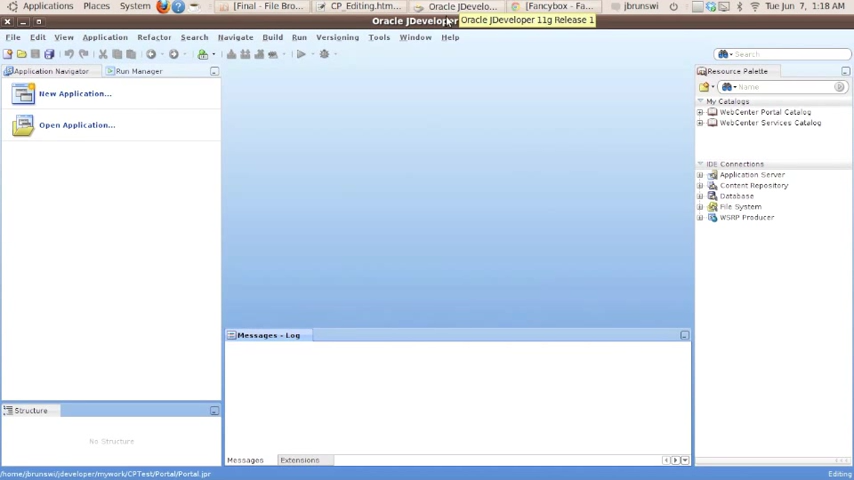 Applications Places System [Final - File Bro... CP_Editing.htm... Oracle JDevelo... [Fancybox - Fa... jbrunswi Tue Jun 7, 1:18 AM
Oracle JDeveloper
Oracle JDeveloper 11g Release 1
File Edit View Application Refactor Search Navigate Build Run Versioning Tools Window Help
Search
Application Navigator Run Manager
Resource Palette
New Application...
Name
My Catalogs
WebCenter Portal Catalog
Open Application...
WebCenter Services Catalog
IDE Connections
Application Server
Content Repository
Database
File System
WSRP Producer
Messages - Log
Structure
No Structure
Messages Extensions
/home/jbrunswi/jdeveloper/mywork/CPTest/Portal/Portal.jpr
Editing